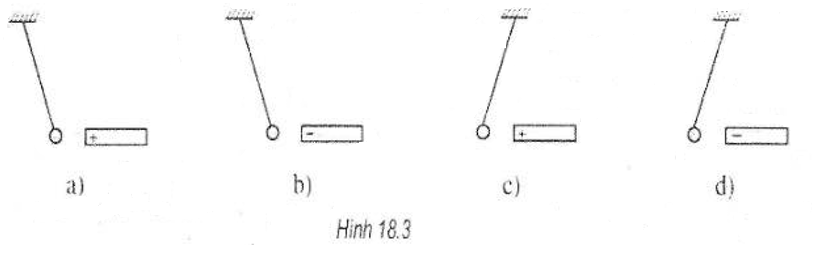 + - + -
a) b) c) d)
Hình 18.3